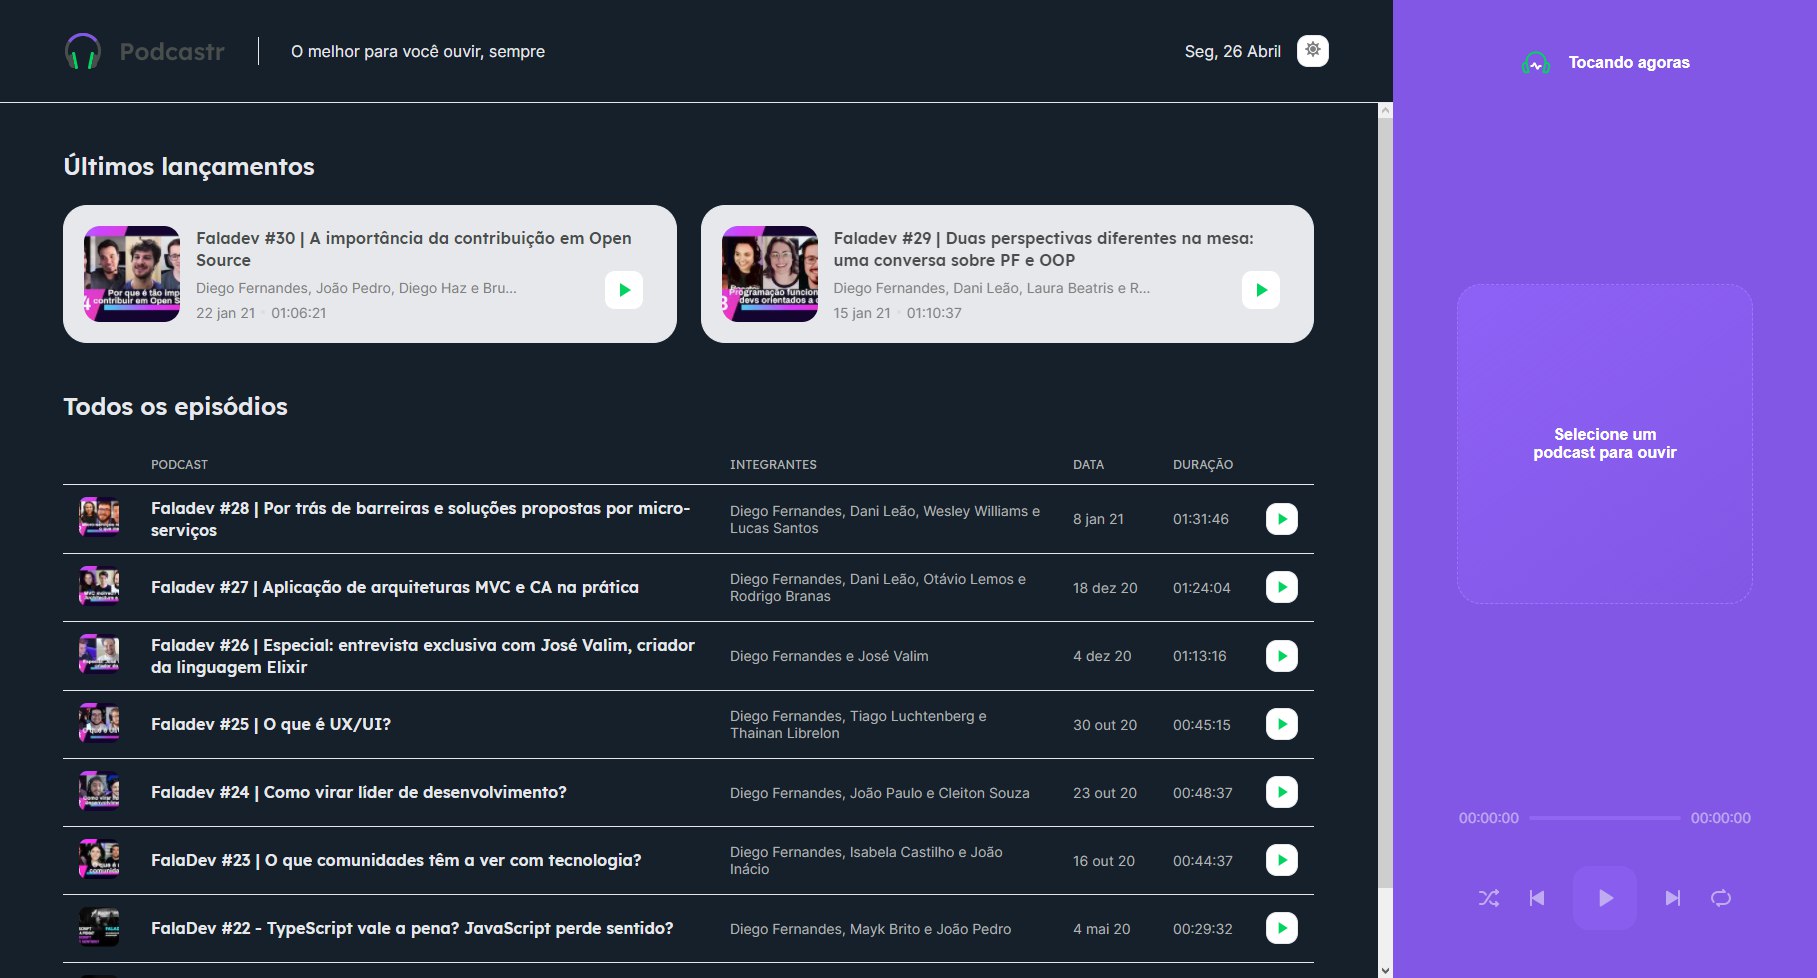 Podcastr
O melhor para você ouvir, sempre
Seg, 26 Abril
Tocando agoras
Últimos lançamentos
Faladev #30 | A importância da contribuição em Open
Source
Diego Fernandes, João Pedro, Diego Haz e Bru...
22 jan 21 • 01:06:21
Faladev #29 | Duas perspectivas diferentes na mesa:
uma conversa sobre PF e OOP
Diego Fernandes, Dani Leão, Laura Beatris e R...
15 jan 21 • 01:10:37
Todos os episódios
PODCAST INTEGRANTES DATA DURAÇÃO
Faladev #28 | Por trás de barreiras e soluções propostas por micro-
serviços
Diego Fernandes, Dani Leão, Wesley Williams e
Lucas Santos
8 jan 21
01:31:46
Faladev #27 | Aplicação de arquiteturas MVC e CA na prática
Diego Fernandes, Dani Leão, Otávio Lemos e
Rodrigo Branas
18 dez 20
01:24:04
Faladev #26 | Especial: entrevista exclusiva com José Valim, criador
da linguagem Elixir
Diego Fernandes e José Valim
4 dez 20
01:13:16
Faladev #25 | O que é UX/UI?
Diego Fernandes, Tiago Luchtenberg e
Thainan Librelon
30 out 20
00:45:15
Faladev #24 | Como virar líder de desenvolvimento?
Diego Fernandes, João Paulo e Cleiton Souza
23 out 20
00:48:37
FalaDev #23 | O que comunidades têm a ver com tecnologia?
Diego Fernandes, Isabela Castilho e João
Inácio
16 out 20
00:44:37
FalaDev #22 - TypeScript vale a pena? JavaScript perde sentido?
Diego Fernandes, Mayk Brito e João Pedro
4 mai 20
00:29:32
Selecione um
podcast para ouvir
00:00:00
00:00:00